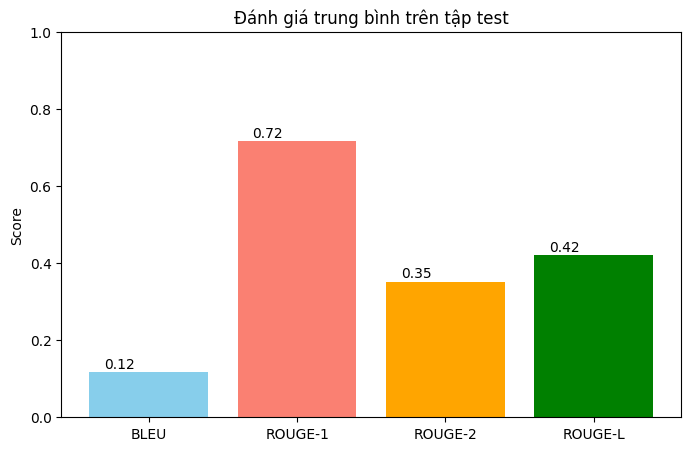 Đánh giá trung bình trên tập test
1.0
0.8
0.6
0.4
0.2
0.0
Score
0.12
0.72
0.35
0.42
BLEU
ROUGE-1
ROUGE-2
ROUGE-L